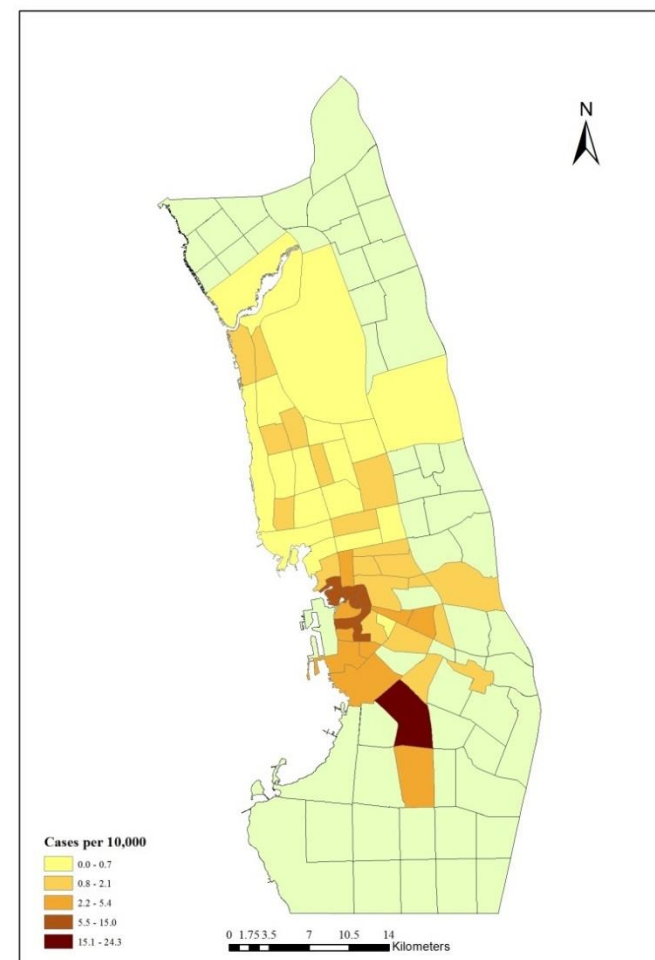 N
Cases per 10,000
0.0 - 0.7
0.8 - 2.1
2.2 - 5.4
5.5 - 15.0
15.1 - 24.3
0 1.75 3.5 7 10.5 14
Kilometers